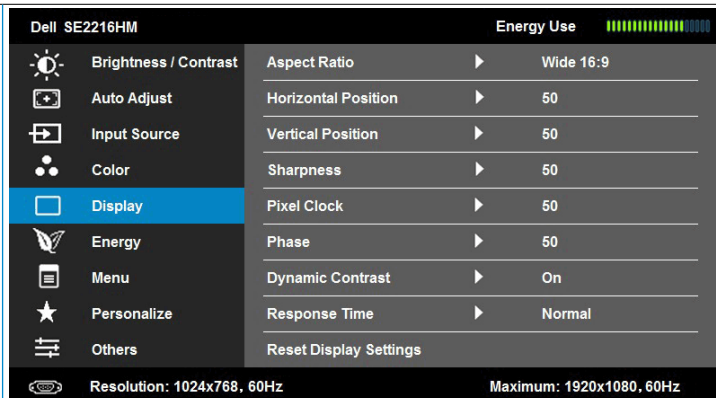 Dell SE2216HM Energy Use
Brightness / Contrast Aspect Ratio Wide 16:9
Auto Adjust Horizontal Position 50
Input Source Vertical Position 50
Color Sharpness 50
Display Pixel Clock 50
Energy Phase 50
Menu Dynamic Contrast On
Personalize Response Time Normal
Others Reset Display Settings
Resolution: 1024x768, 60Hz Maximum: 1920x1080, 60Hz